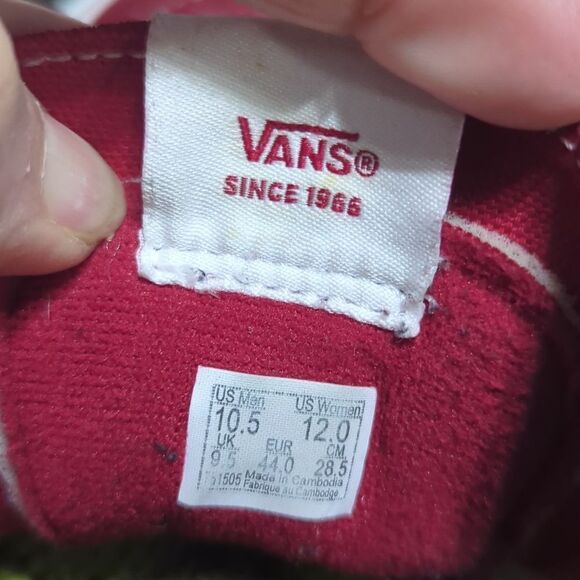 VANS®
SINCE 1966
US Men US Women
10.5 12.0
UK EUR CM
9.5 44.0 28.5
Made in Cambodia
51505 Fabrique au Cambodge